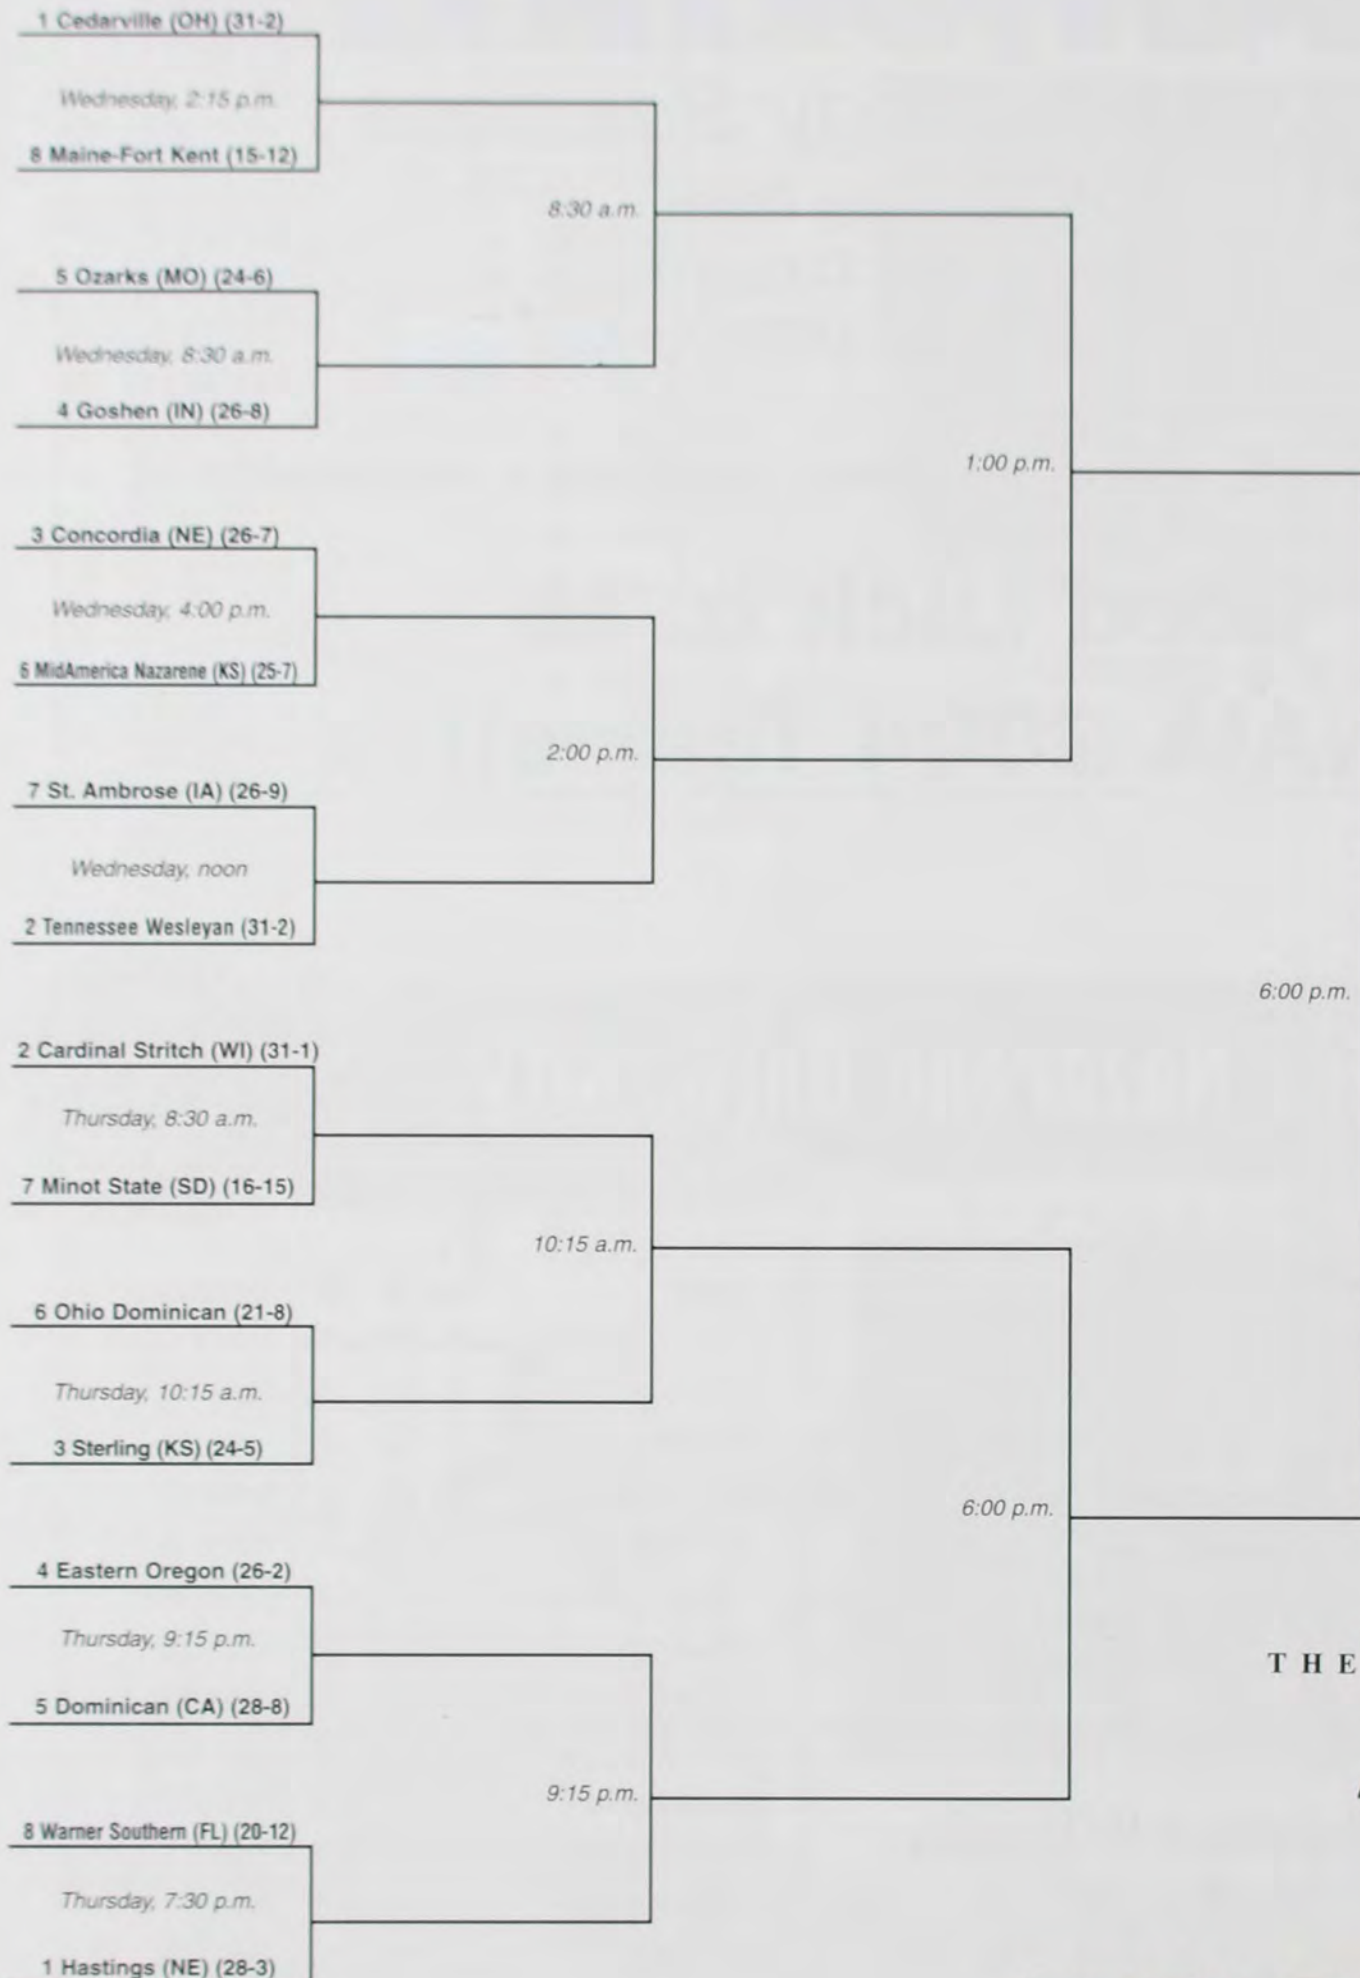 1 Cedarville (OH) (31-2)
Wednesday, 2:15 p.m.
8 Maine-Fort Kent (15-12)
8:30 a.m.
5 Ozarks (MO) (24-6)
Wednesday, 8:30 a.m.
4 Goshen (IN) (26-8)
1:00 p.m.
3 Concordia (NE) (26-7)
Wednesday, 4:00 p.m.
6 MidAmerica Nazarene (KS) (25-7)
2:00 p.m.
7 St. Ambrose (IA) (26-9)
Wednesday, noon
2 Tennessee Wesleyan (31-2)
6:00 p.m.
2 Cardinal Stritch (WI) (31-1)
Thursday, 8:30 a.m.
7 Minot State (SD) (16-15)
10:15 a.m.
6 Ohio Dominican (21-8)
Thursday, 10:15 a.m.
3 Sterling (KS) (24-5)
6:00 p.m.
4 Eastern Oregon (26-2)
Thursday, 9:15 p.m.
THE
5 Dominican (CA) (28-8)
9:15 p.m.
8 Warner Southern (FL) (20-12)
Thursday, 7:30 p.m.
1 Hastings (NE) (28-3)